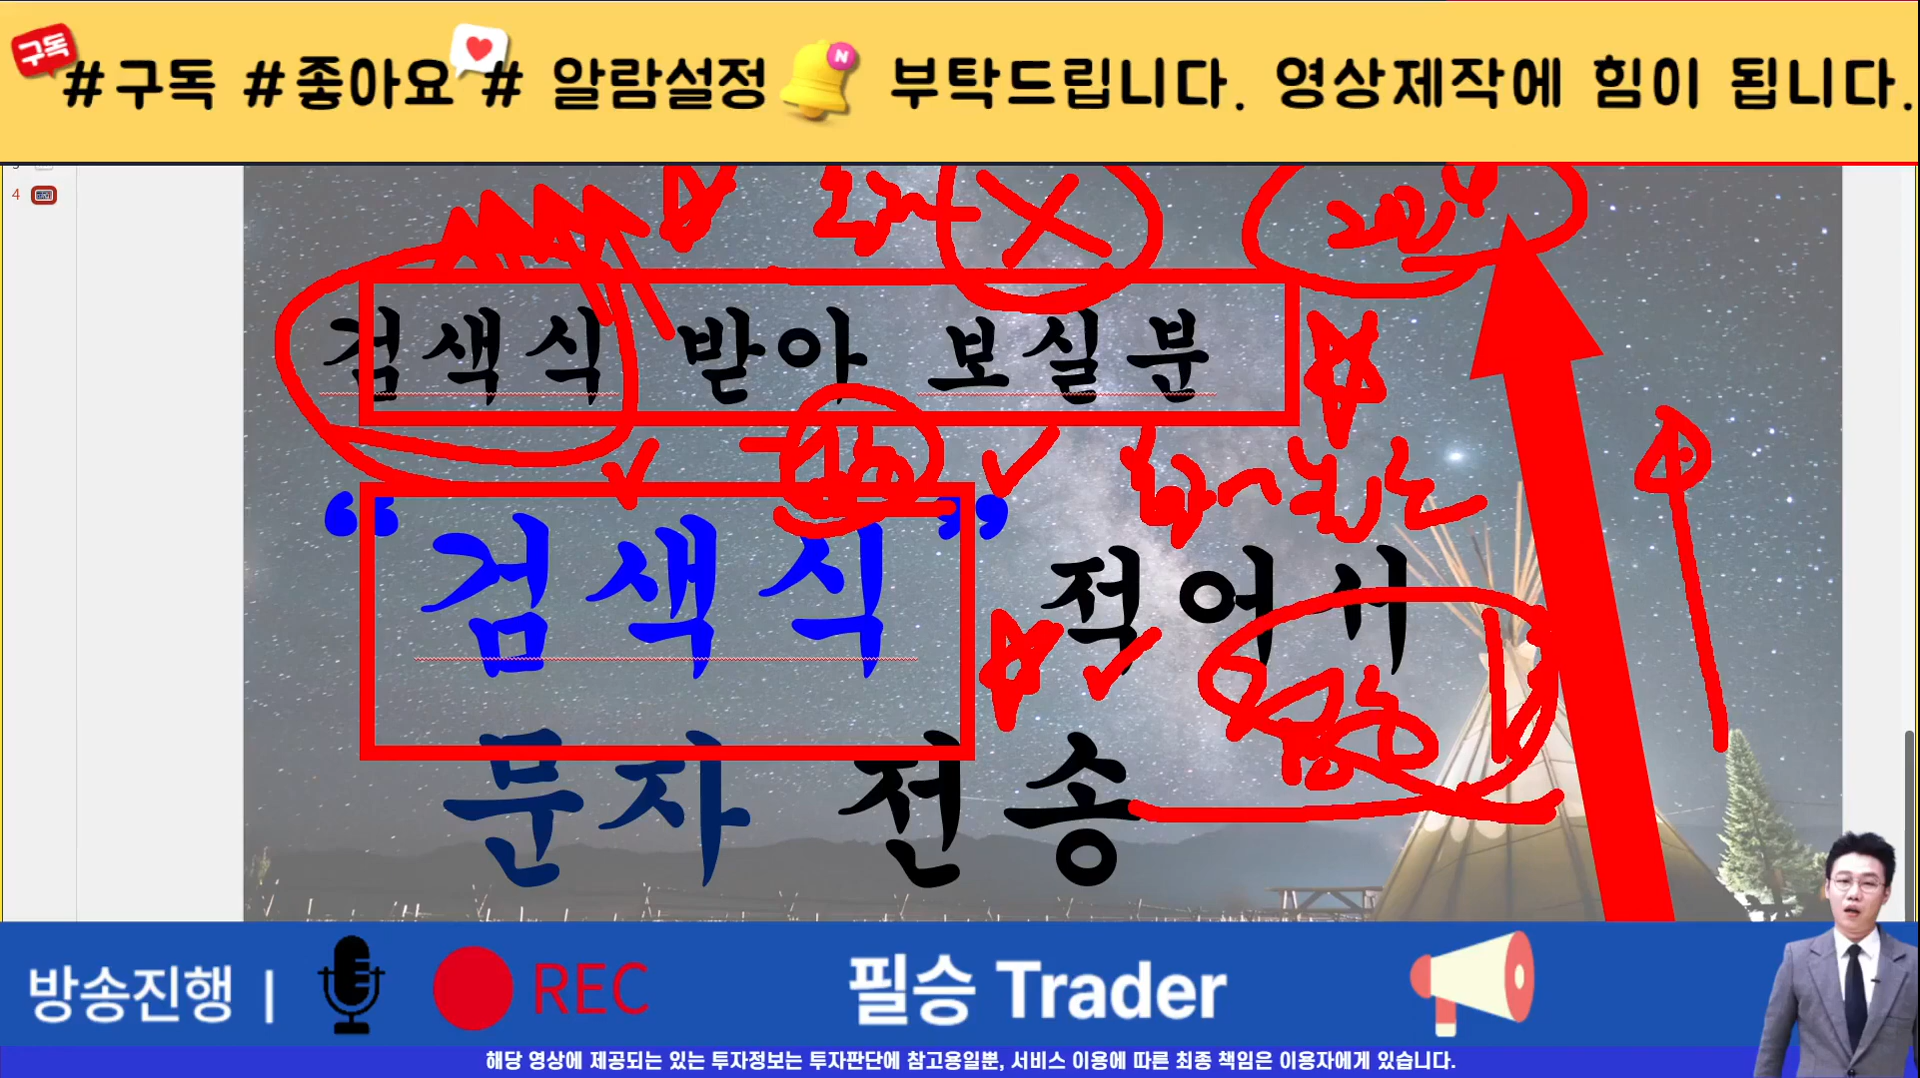 구독
#구독 #좋아요 # 알람설정 N 부탁드립니다. 영상제작에 힘이 됩니다.
4
검색식 받아 보실분
“검색식” 적어서
문자 전송
방송진행 | REC 필승 Trader
해당 영상에 제공되는 있는 투자정보는 투자판단에 참고용일뿐, 서비스 이용에 따른 최종 책임은 이용자에게 있습니다.